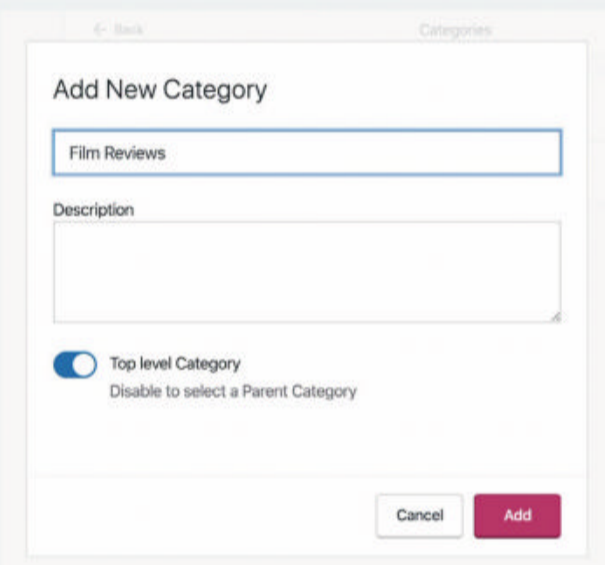 ← Back
Categories
Add New Category
Film Reviews
Description
Top level Category
Disable to select a Parent Category
Cancel
Add